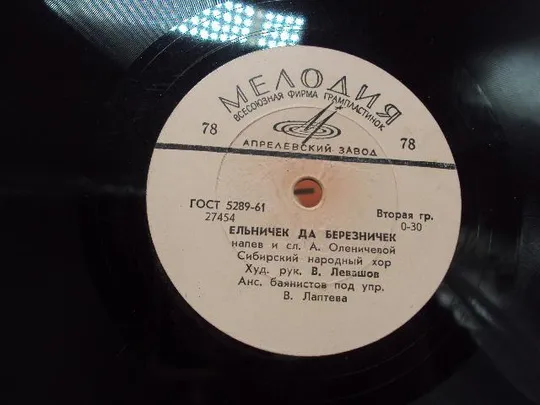 МЕЛОДИЯ
ВСЕСОЮЗНАЯ ФИРМА ГРАМПЛАСТИНОК
78 78
АПРЕЛЕВСКИЙ ЗАВОД
ГОСТ 5289-61 Вторая гр.
27454 0-30
ЕЛЬНИЧЕК ДА БЕРЕЗНИЧЕК
напев и сл. А. Оленичевой
Сибирский народный хор
Худ. рук. В. Левашов
Анс. баянистов под упр.
В. Лаптева